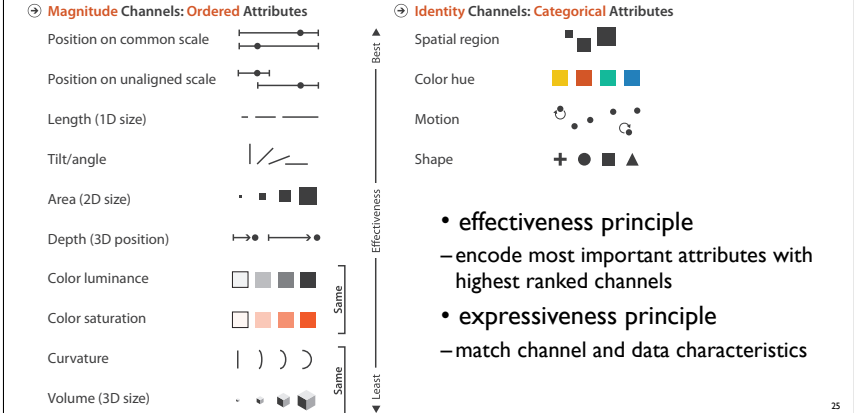 Magnitude Channels: Ordered Attributes
Position on common scale
Position on unaligned scale
Length (1D size)
Tilt/angle
Area (2D size)
Depth (3D position)
Color luminance
Color saturation
Curvature
Volume (3D size)
Same
Same
Best
Effectiveness
Least
Identity Channels: Categorical Attributes
Spatial region
Color hue
Motion
Shape
• effectiveness principle
–encode most important attributes with
highest ranked channels
• expressiveness principle
–match channel and data characteristics
25